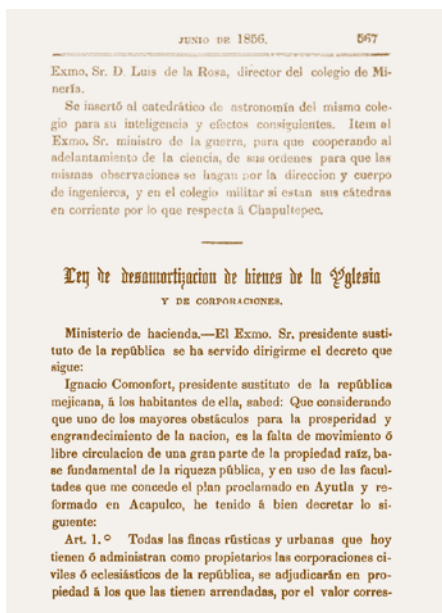 JUNIO DE 1856. 567
Exmo, Sr. D. Luis de la Rosa, director del colegio de Mi-
nería.
Se insertó al catedrático de astronomía del mismo cole-
gio para su inteligencia y efectos consiguientes. Item al
Exmo, Sr. ministro de la guerra, para que cooperando al
adelantamiento de la ciencia, de sus ordenes para que las
mismas observaciones se hagan por la direccion y cuerpo
de ingenieros, y en el colegio militar si estan sus cátedras
en corriente por lo que respecta á Chapultepec.
Ley de desamortizacion de bienes de la Yglesia
Y DE CORPORACIONES.
Ministerio de hacienda.—El Exmo. Sr. presidente susti-
tuto de la república se ha servido dirigirme el decreto que
sigue:
Ignacio Comonfort, presidente sustituto de la república
mejicana, á los habitantes de ella, sabed: Que considerando
que uno de los mayores obstáculos para la prosperidad y
engrandecimiento de la nacion, es la falta de movimiento ó
libre circulacion de una gran parte de la propiedad raíz, ba-
se fundamental de la riqueza pública, y en uso de las facul-
tades que me concede el plan proclamado en Ayutla y re-
formado en Acapulco, he tenido á bien decretar lo si-
guiente:
Art. 1.º Todas las fincas rústicas y urbanas que hoy
tienen ó administran como propietarios las corporaciones ci-
viles ó eclesiásticos de la república, se adjudicarán en pro-
piedad á los que las tienen arrendadas, por el valor corres-